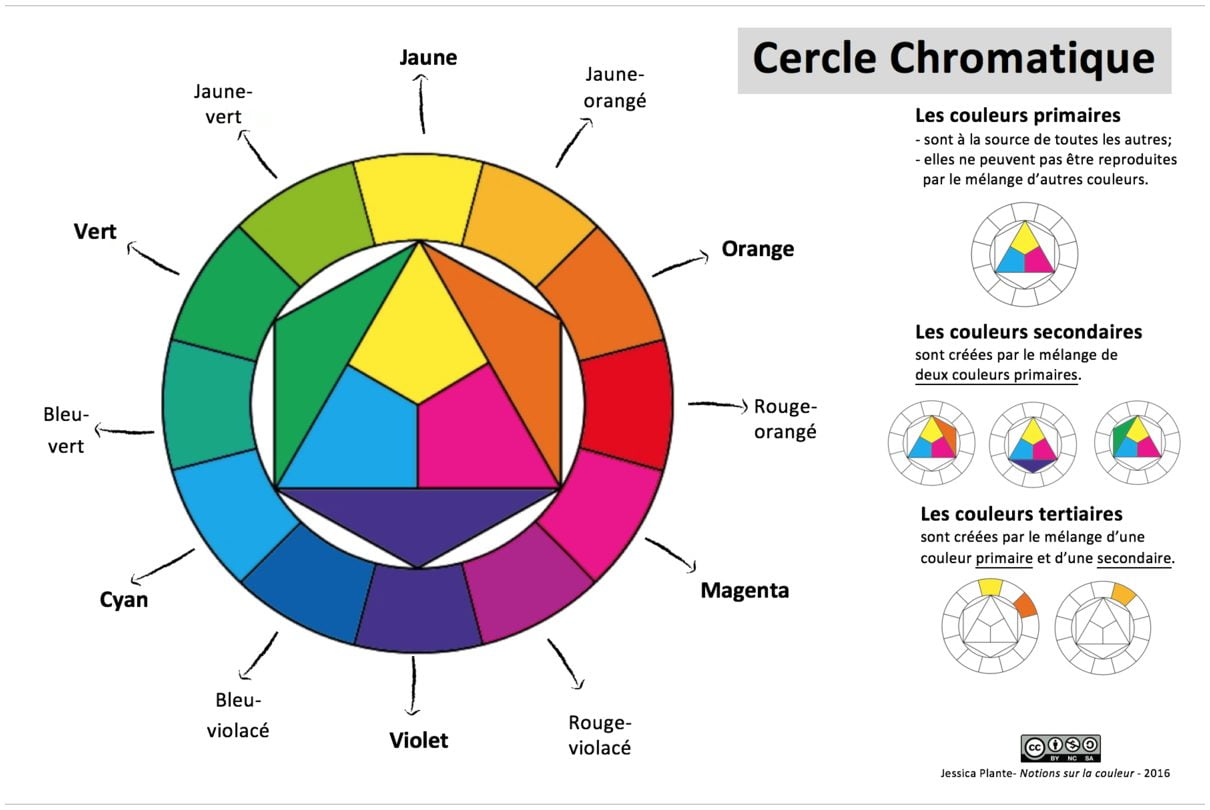 Cercle Chromatique
Jaune
Jaune-
orangé
Orange
Rouge-
orangé
Magenta
Rouge-
violacé
Violet
Bleu-
violacé
Cyan
Bleu-
vert
Vert
Jaune-
vert
Les couleurs primaires
- sont à la source de toutes les autres;
- elles ne peuvent pas être reproduites
par le mélange d’autres couleurs.
Les couleurs secondaires
sont créées par le mélange de
deux couleurs primaires.
Les couleurs tertiaires
sont créées par le mélange d’une
couleur primaire et d’une secondaire.
cc
BY NC SA
Jessica Plante- Notions sur la couleur - 2016